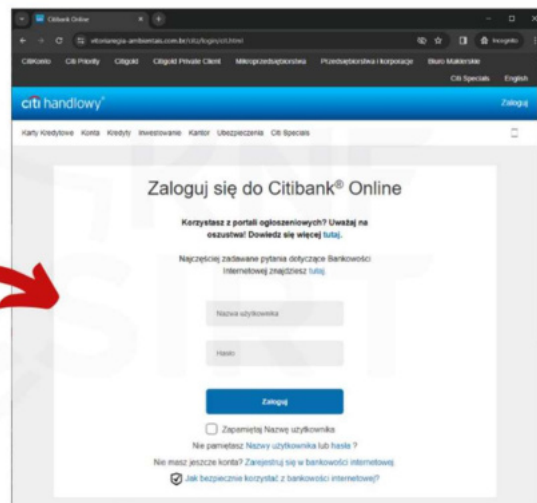 Citibank Online
Incognito
CitiKonto Citi Priority Citigold Citigold Private Client Mikroprzedsiębiorstwa Przedsiębiorstwa i korporacje Biuro Maklerskie
Citi Specials English
citi handlowy
Zaloguj
Karty Kredytowe Konta Kredyty Inwestowanie Kantor Ubezpieczenia Citi Specials
Zaloguj się do Citibank® Online
Korzystasz z portali ogłoszeniowych? Uważaj na
oszustwa! Dowiedz się więcej tutaj.
Najczęściej zadawane pytania dotyczące Bankowości
Internetowej znajdziesz tutaj
Nazwa użytkownika
Hasło
Zaloguj
Zapamiętaj Nazwę użytkownika
Nie pamiętasz Nazwy użytkownika lub hasła ?
Nie masz jeszcze konta? Zarejestruj się w bankowości internetowej
Jak bezpiecznie korzystać z bankowości internetowej?